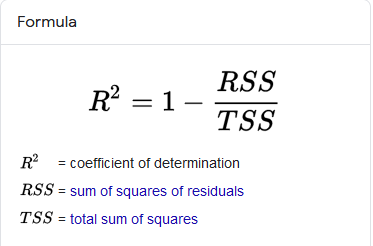 Formula
R² = 1 − RSS/TSS
R² = coefficient of determination
RSS = sum of squares of residuals
TSS = total sum of squares